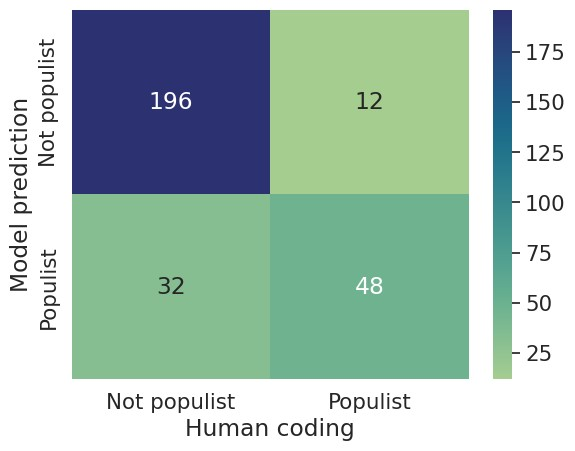 Model prediction
Not populist
Populist
196
12
32
48
Not populist
Populist
Human coding
175
150
125
100
75
50
25